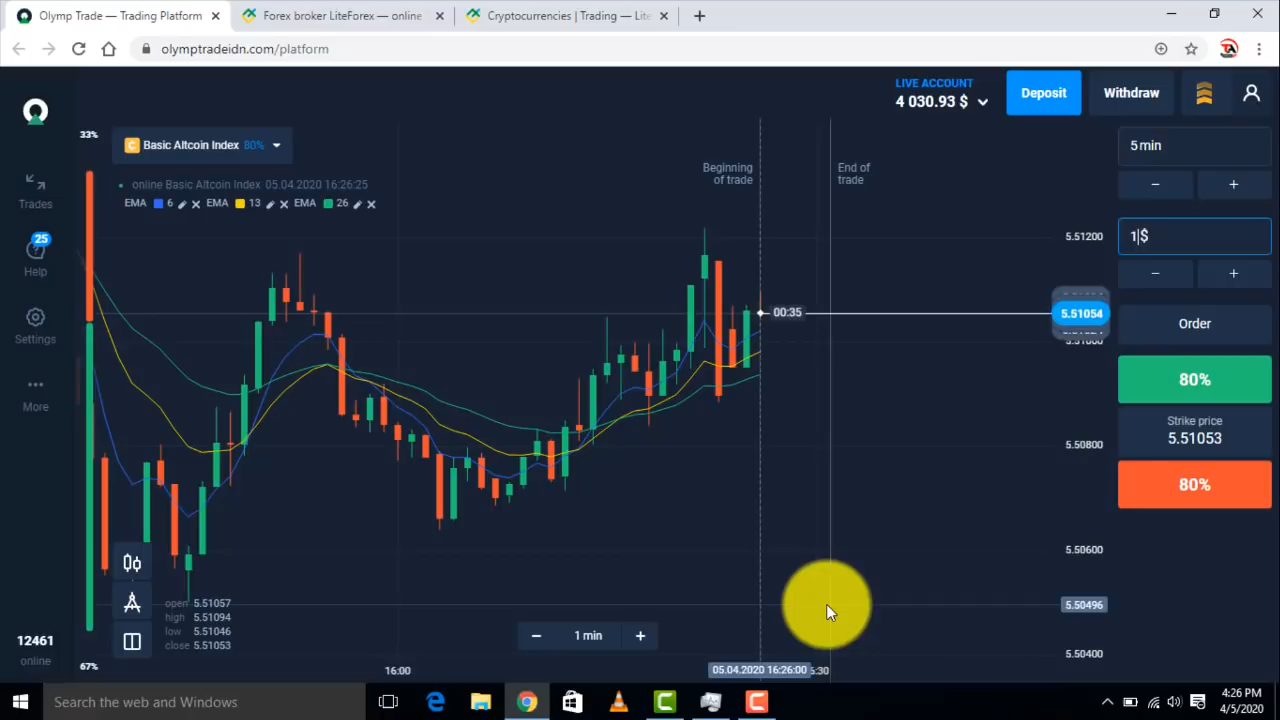 Olymp Trade — Trading Platform
Forex broker LiteForex — online
Cryptocurrencies | Trading — Lite
olymptradeidn.com/platform
LIVE ACCOUNT
4 030.93 $
Deposit
Withdraw
33%
Basic Altcoin Index 80%
5 min
− +
Beginning
of trade
End of
trade
online Basic Altcoin Index 05.04.2020 16:26:25
EMA 6 EMA 13 EMA 26
Trades
25
Help
Settings
More
5.51200
1$
− +
00:35
5.51054
5.51000
Order
80%
Strike price
5.51053
80%
5.50800
5.50600
5.50496
5.50400
open 5.51057
high 5.51094
low 5.51046
close 5.51053
− 1 min +
12461
online
67%
16:00
05.04.2020 16:26:00
:30
Search the web and Windows
4:26 PM
4/5/2020